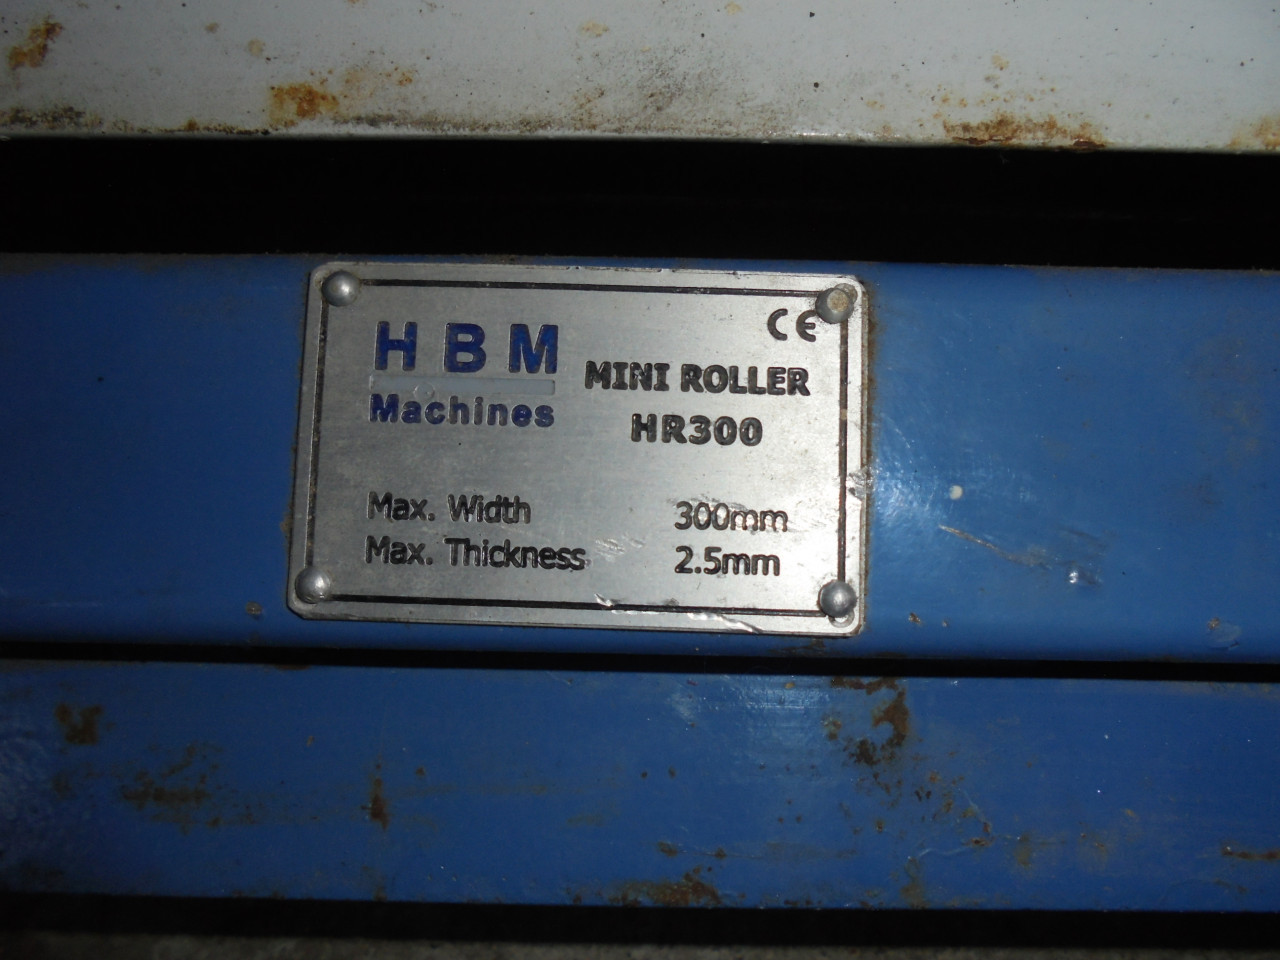 CE
HBM
Machines
MINI ROLLER
HR300
Max. Width 300mm
Max. Thickness 2.5mm